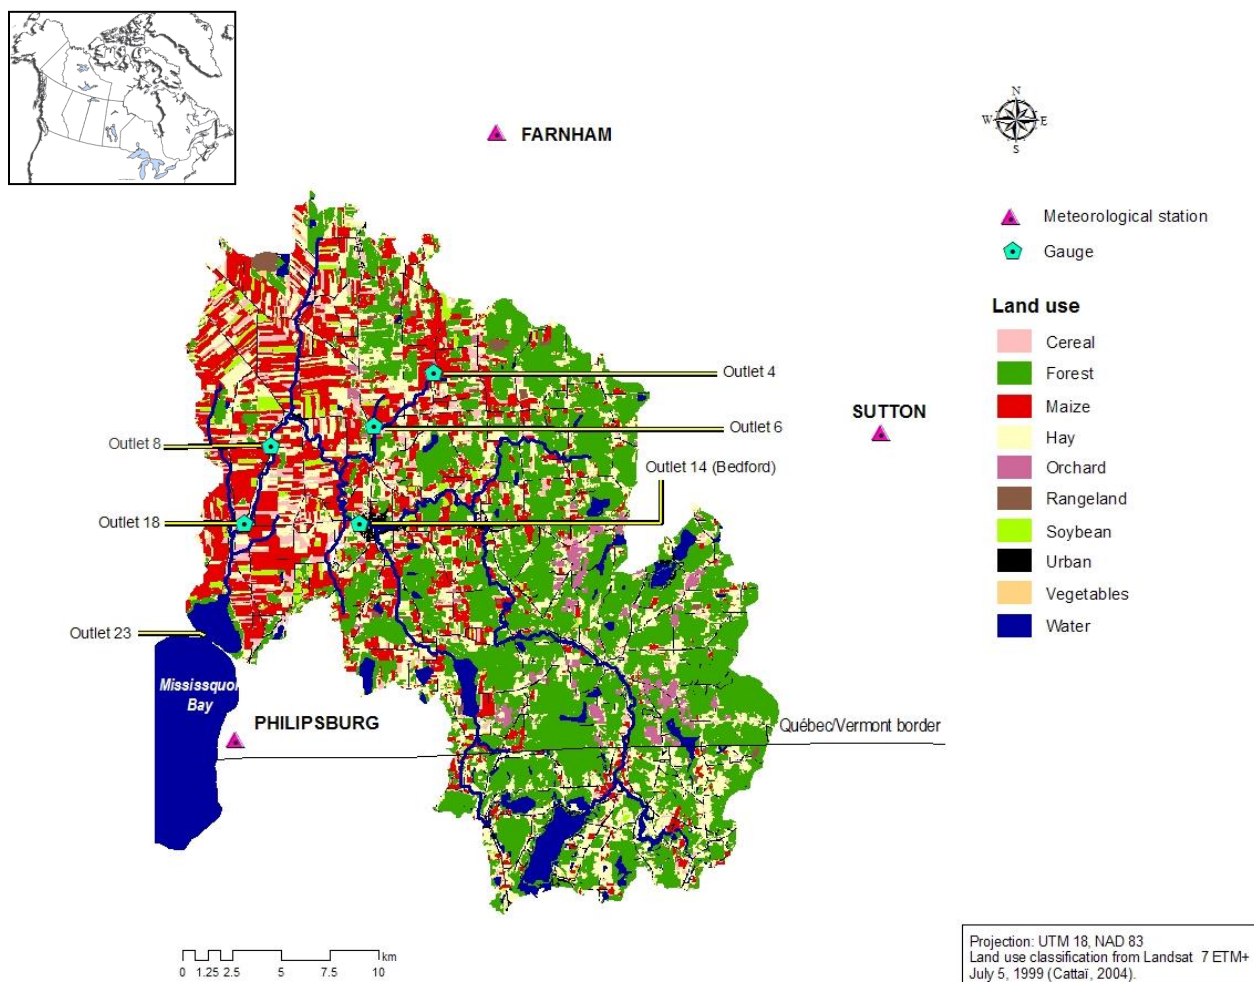 FARNHAM
N
W E
S
Meteorological station
Gauge
Land use
Cereal
Forest
Maize
Hay
Orchard
Rangeland
Soybean
Urban
Vegetables
Water
Outlet 4
SUTTON
Outlet 6
Outlet 8
Outlet 14 (Bedford)
Outlet 18
Outlet 23
Mississquoi
Bay
PHILIPSBURG
Québec/Vermont border
km
0 1.25 2.5 5 7.5 10
Projection: UTM 18, NAD 83
Land use classification from Landsat 7 ETM+
July 5, 1999 (Cattaï, 2004).